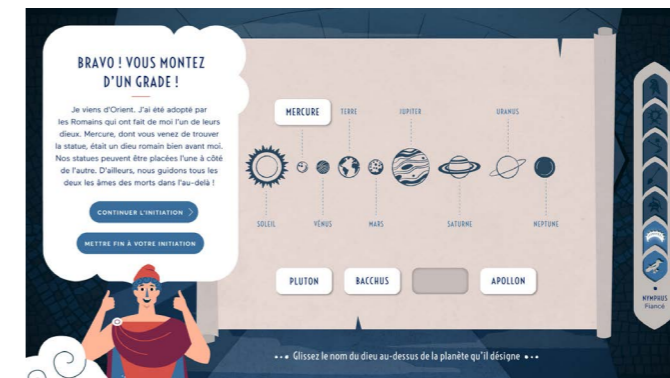 BRAVO ! VOUS MONTEZ
D'UN GRADE !
Je viens d'Orient. J'ai été adopté par
les Romains qui ont fait de moi l'un de leurs
dieux. Mercure, dont vous venez de trouver
la statue, était un dieu romain bien avant moi.
Nos statues peuvent être placées l'une à côté
de l'autre. D'ailleurs, nous guidons tous les
deux les âmes des morts dans l'au-delà !
CONTINUER L'INITIATION
METTRE FIN À VOTRE INITIATION
MERCURE
TERRE
JUPITER
URANUS
SOLEIL
VÉNUS
MARS
SATURNE
NEPTUNE
PLUTON
BACCHUS
APOLLON
Glissez le nom du dieu au-dessus de la planète qu'il désigne
NYMPHUS
Fiancé